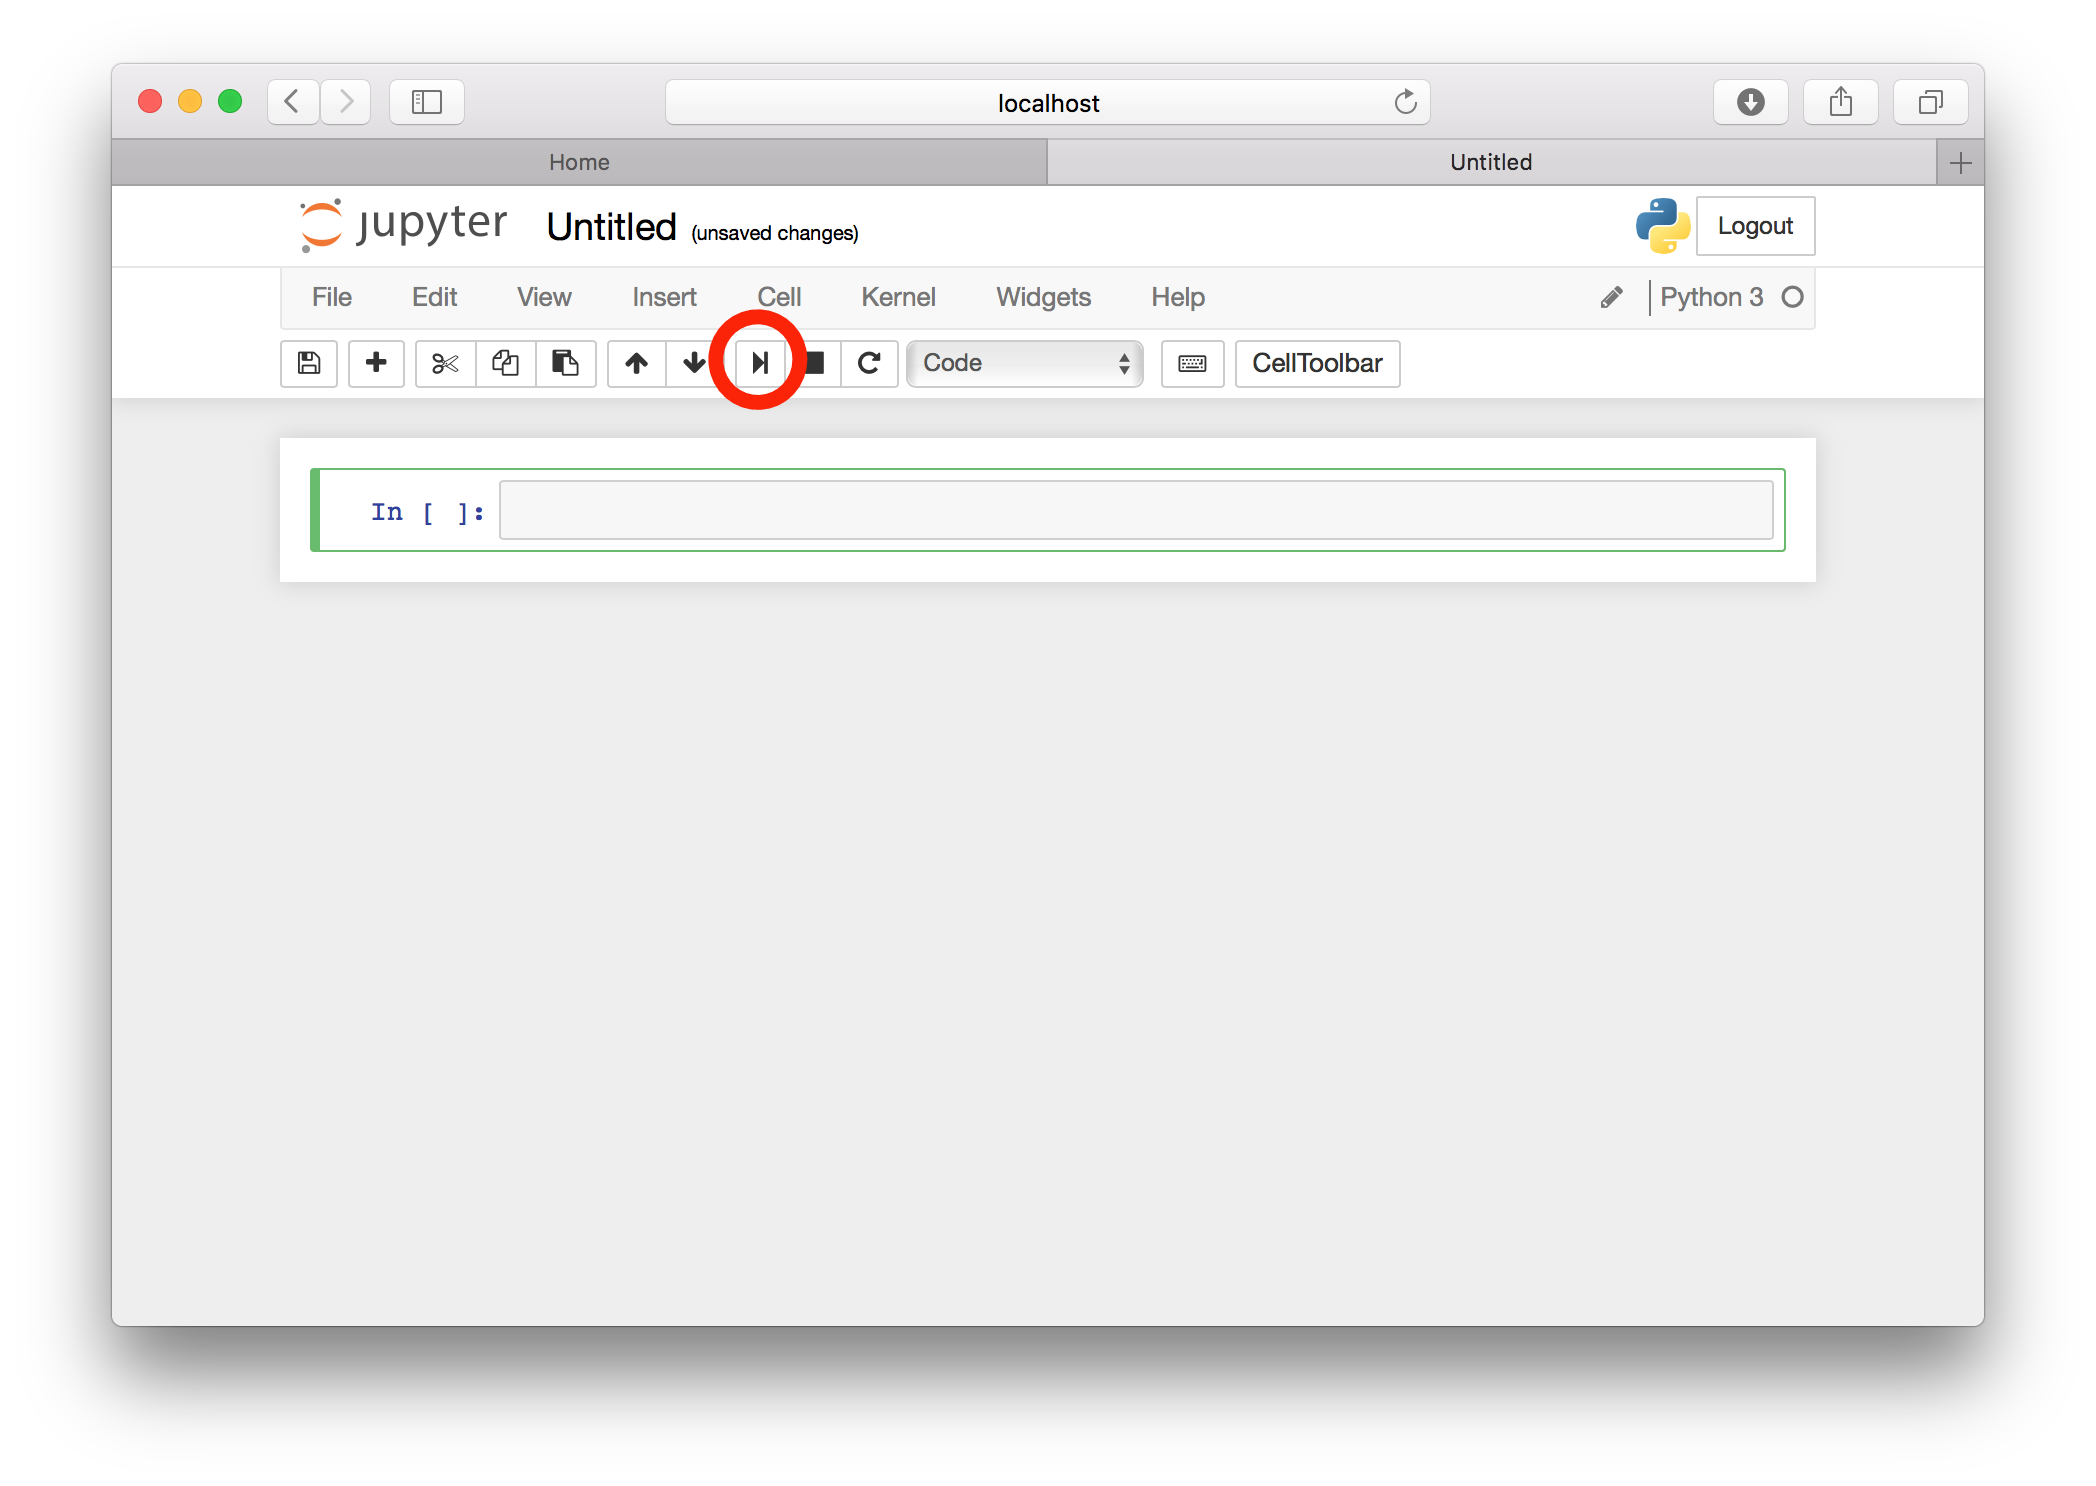 localhost
Home Untitled
jupyter Untitled (unsaved changes) Logout
File Edit View Insert Cell Kernel Widgets Help Python 3
Code CellToolbar
In [ ]: